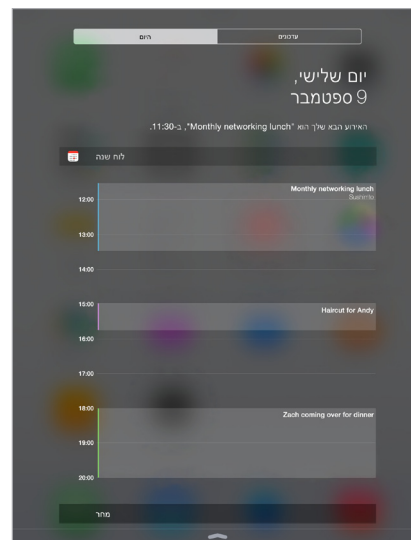 עדכונים
היום
יום שלישי,
9 ספטמבר
האירוע הבא שלך הוא "Monthly networking lunch", ב-11:30.
לוח שנה
Monthly networking lunch
12:00
13:00
14:00
15:00
Haircut for Andy
16:00
17:00
18:00
Zach coming over for dinner
19:00
20:00
מחר